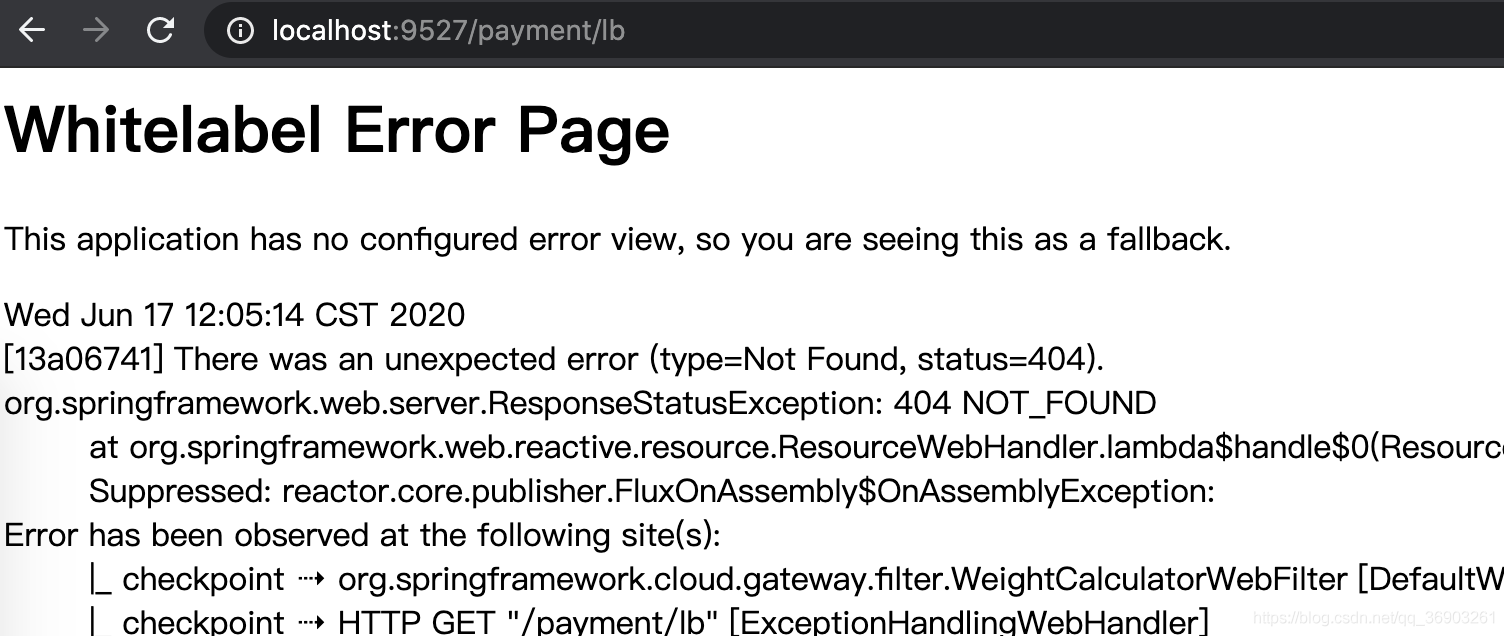 localhost:9527/payment/lb
Whitelabel Error Page
This application has no configured error view, so you are seeing this as a fallback.
Wed Jun 17 12:05:14 CST 2020
[13a06741] There was an unexpected error (type=Not Found, status=404).
org.springframework.web.server.ResponseStatusException: 404 NOT_FOUND
at org.springframework.web.reactive.resource.ResourceWebHandler.lambda$handle$0(Resourc
Suppressed: reactor.core.publisher.FluxOnAssembly$OnAssemblyException:
Error has been observed at the following site(s):
|_ checkpoint ⇢ org.springframework.cloud.gateway.filter.WeightCalculatorWebFilter [DefaultW
|_ checkpoint ⇢ HTTP GET "/payment/lb" [ExceptionHandlingWebHandler]
https://blog.csdn.net/qq_36903261